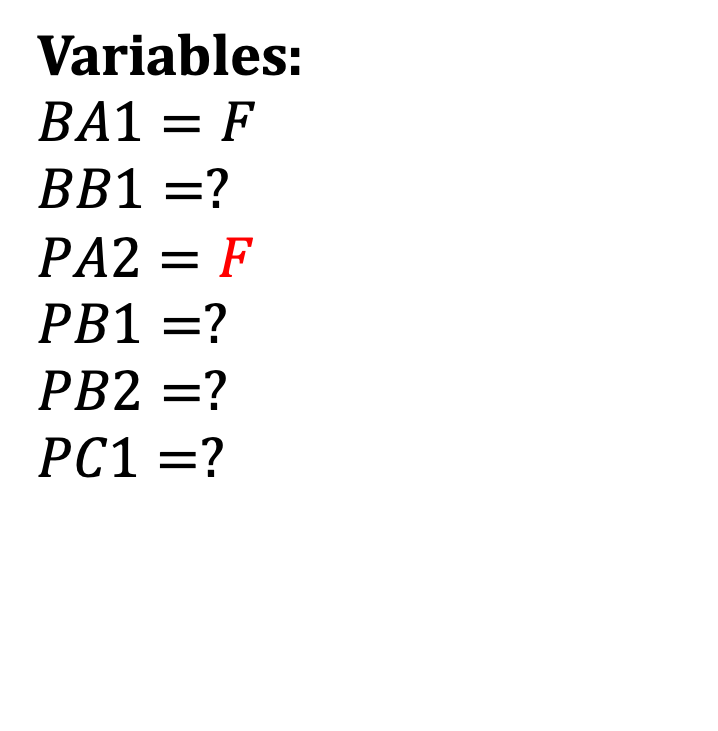 Variables:
BA1 = F
BB1 =?
PA2 = F
PB1 =?
PB2 =?
PC1 =?